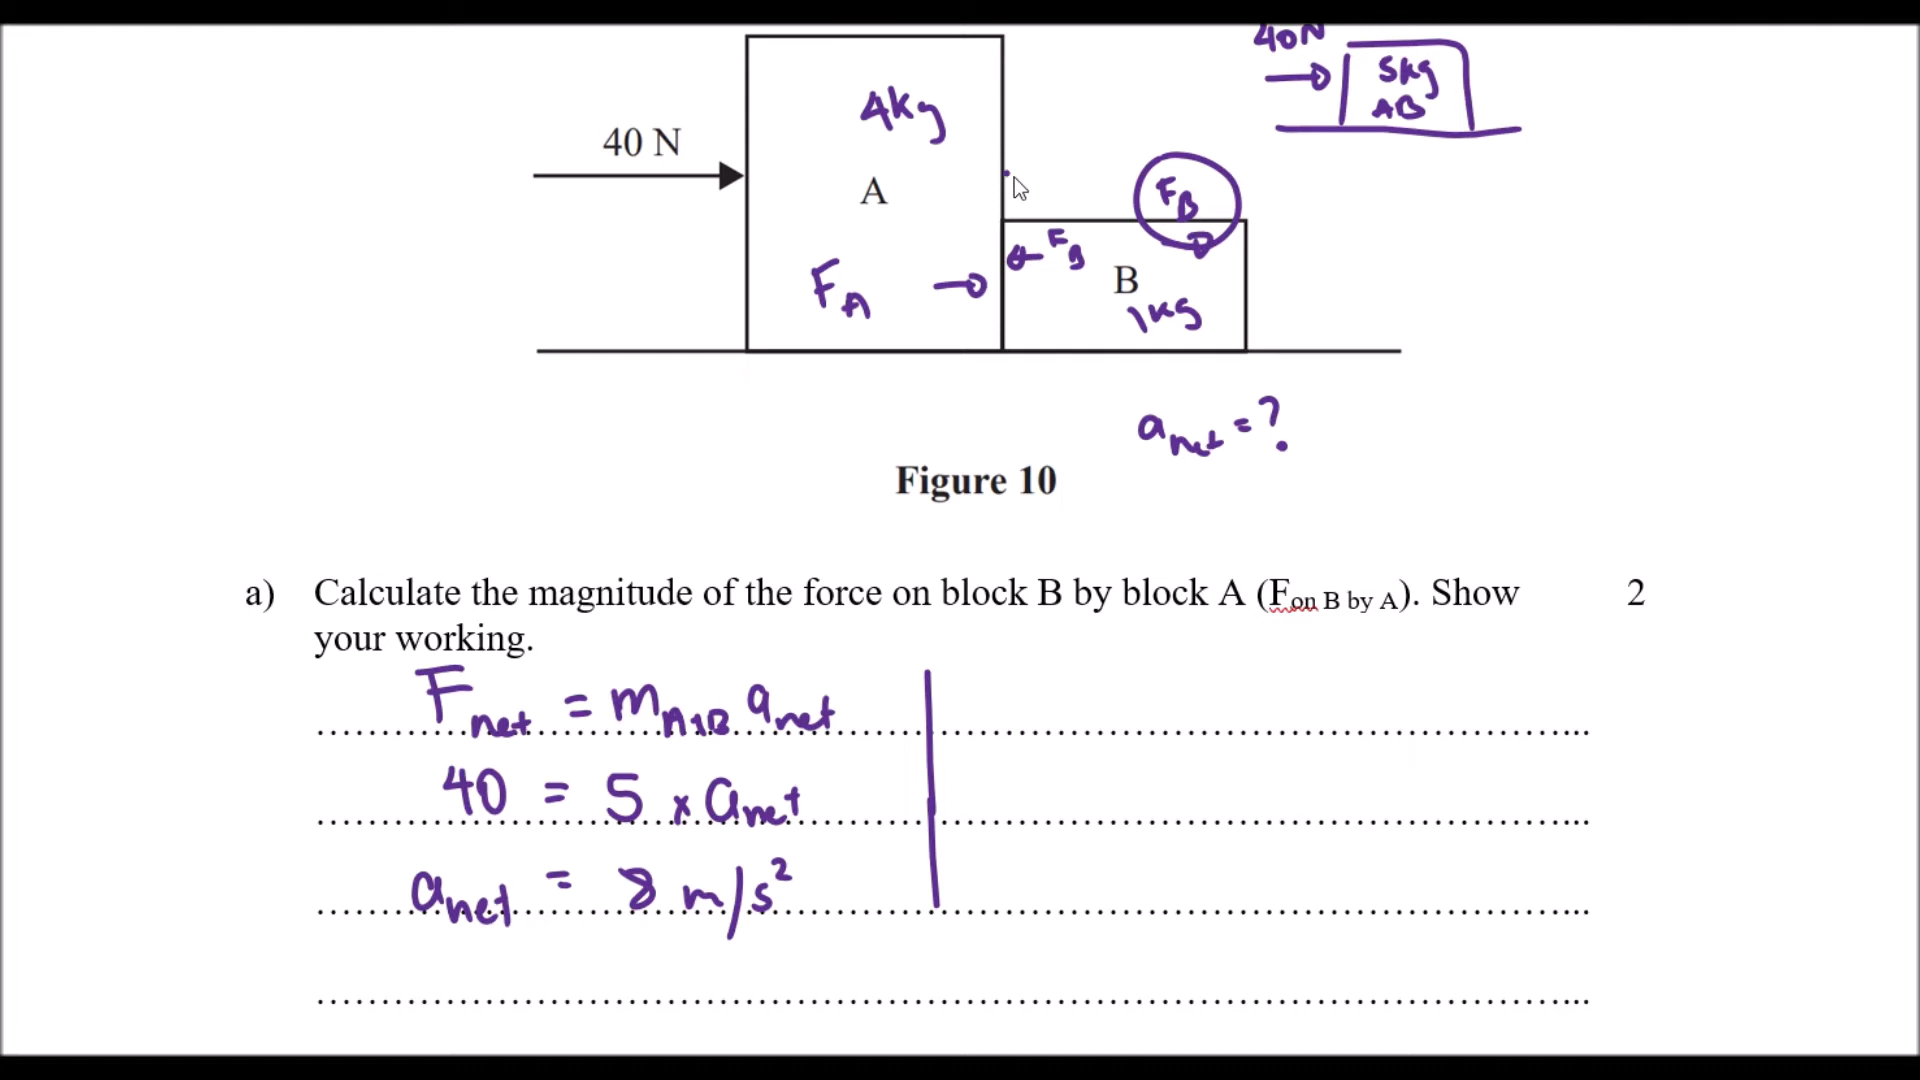 40N
5kg
AB
4kg
40 N
A
FB
FB
B
FA
1kg
anet = ?
Figure 10
a) Calculate the magnitude of the force on block B by block A (Fon B by A). Show 2
your working.
Fnet = mA+B anet
40 = 5 x anet
anet = 8 m/s²